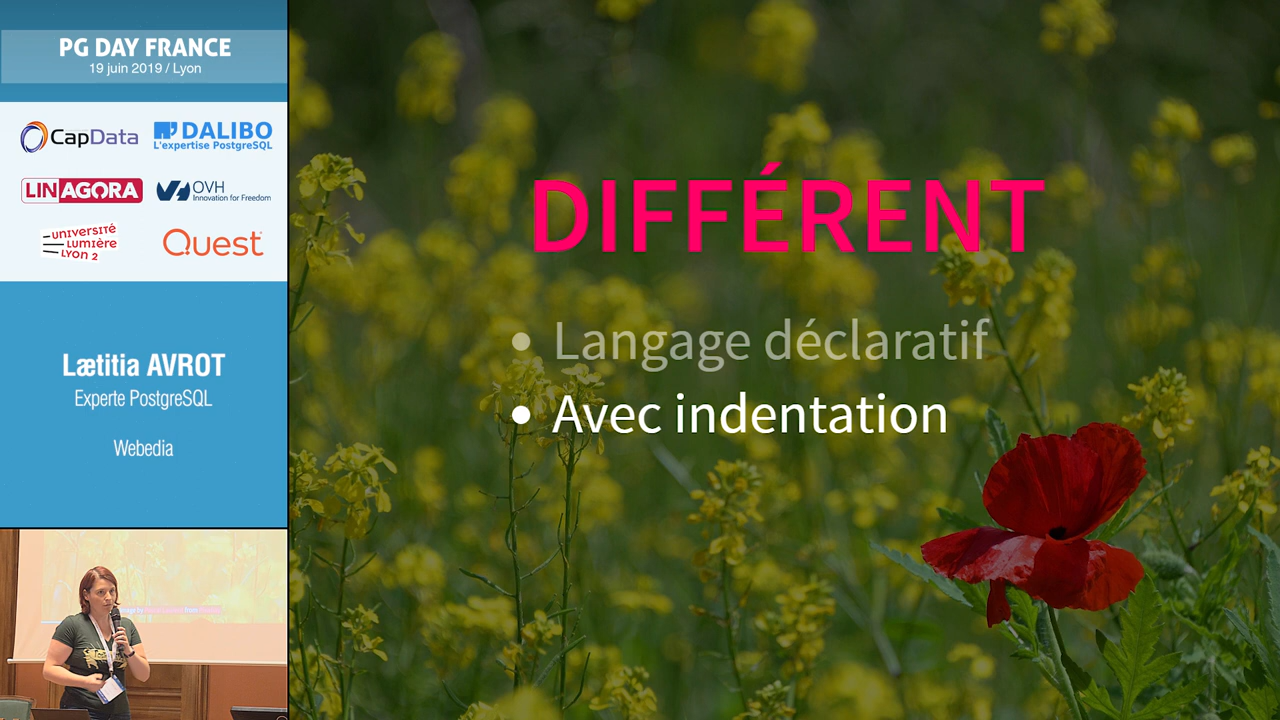 PG DAY FRANCE
19 juin 2019 / Lyon
CapData
DALIBO
L'expertise PostgreSQL
LINAGORA
OVH
Innovation for Freedom
UNIVERSITÉ
LUMIÈRE
LYON 2
Quest
Lætitia AVROT
Experte PostgreSQL
Webedia
DIFFÉRENT
• Langage déclaratif
• Avec indentation